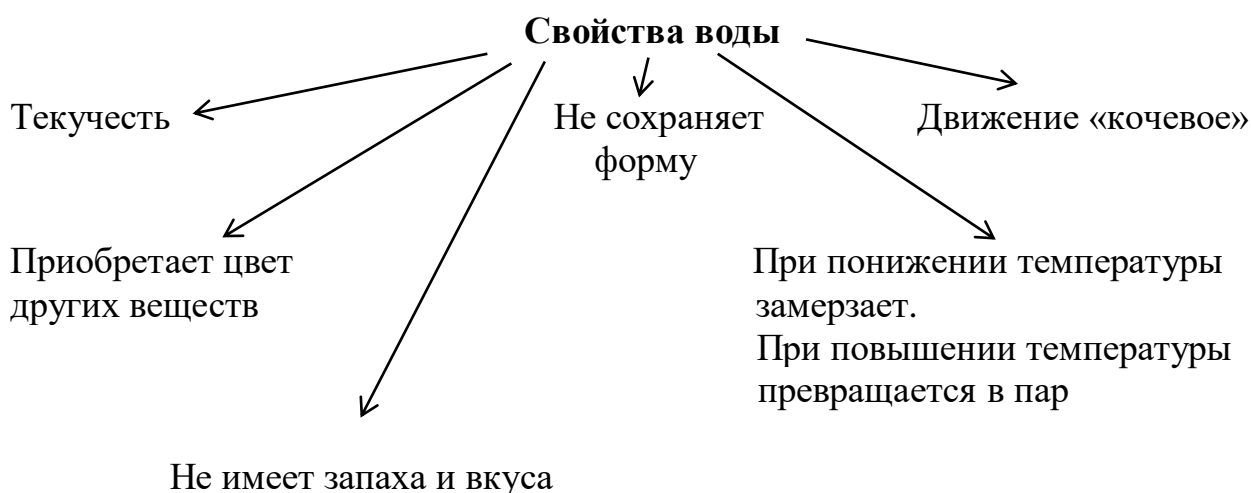 Свойства воды
Текучесть
Не сохраняет
форму
Движение «кочевое»
Приобретает цвет
других веществ
При понижении температуры
замерзает.
При повышении температуры
превращается в пар
Не имеет запаха и вкуса